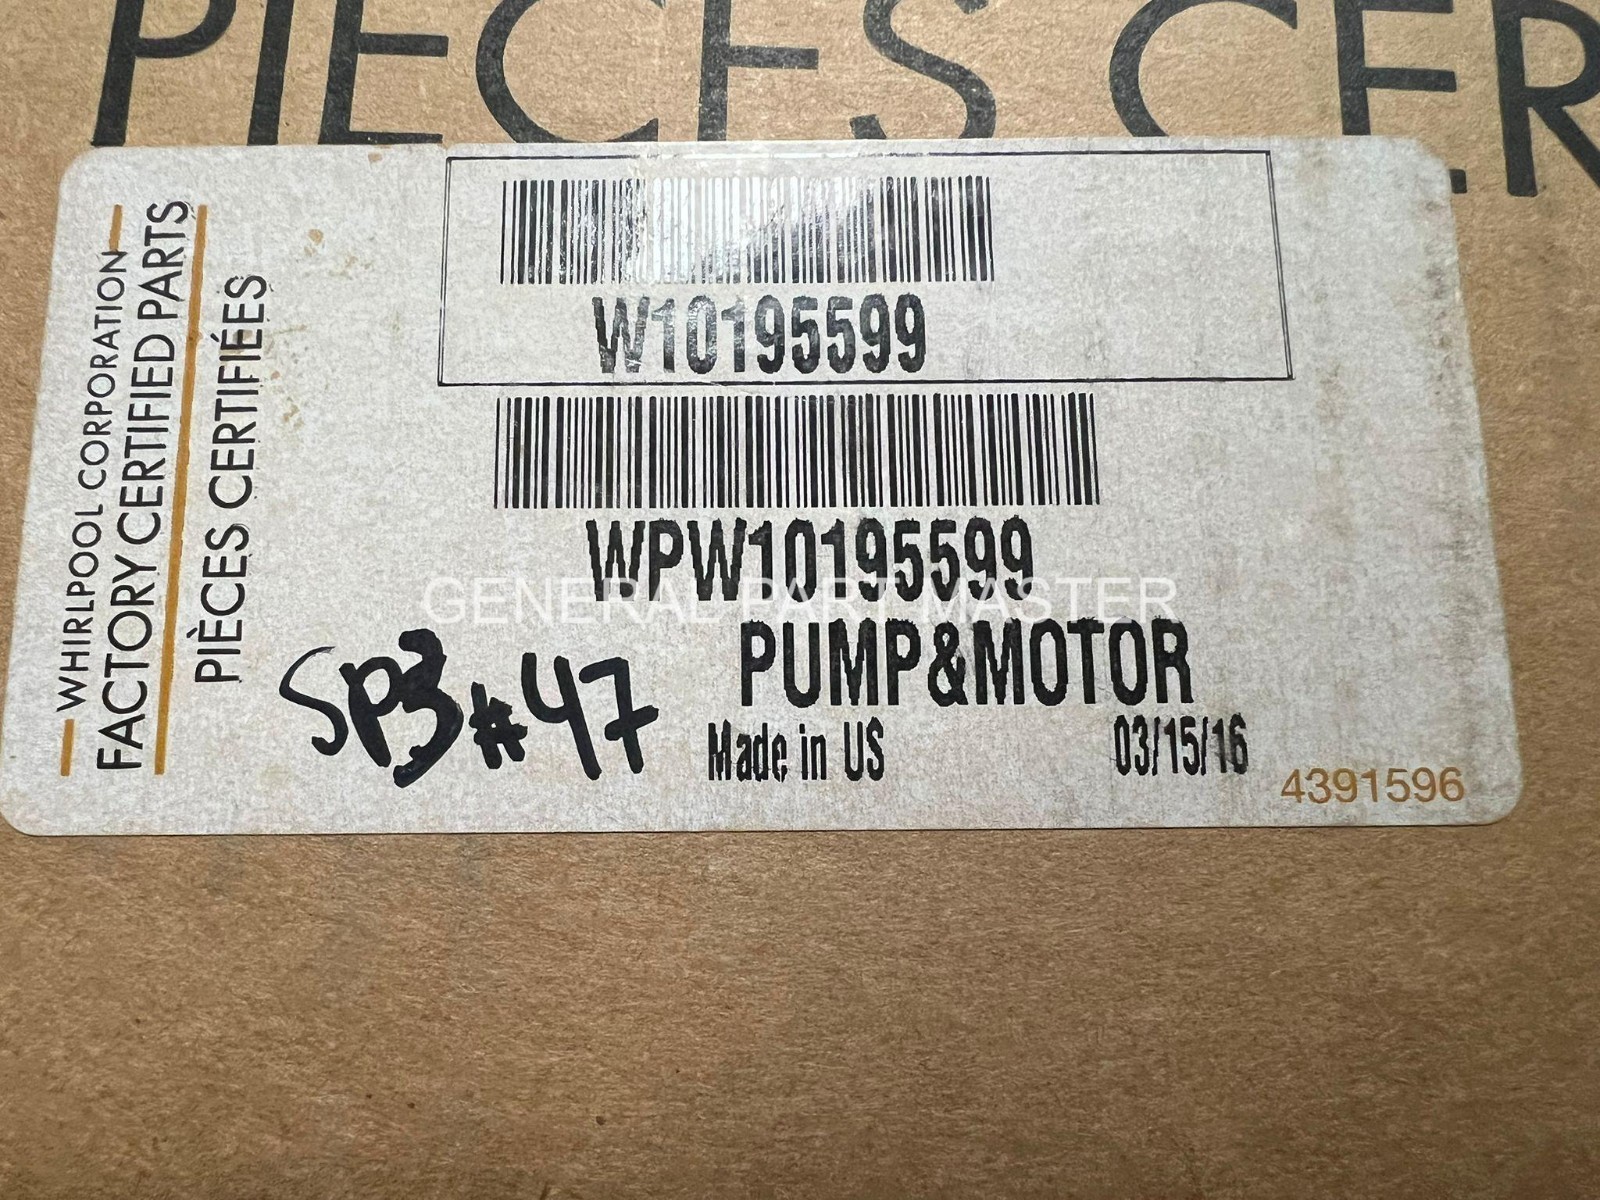 PIECES CER
WHIRLPOOL CORPORATION
FACTORY CERTIFIED PARTS
PIÈCES CERTIFIÉES
W10195599
WPW10195599
GENERAL PART MASTER
PUMP&MOTOR
SP3#47
Made in US
03/15/16
4391596